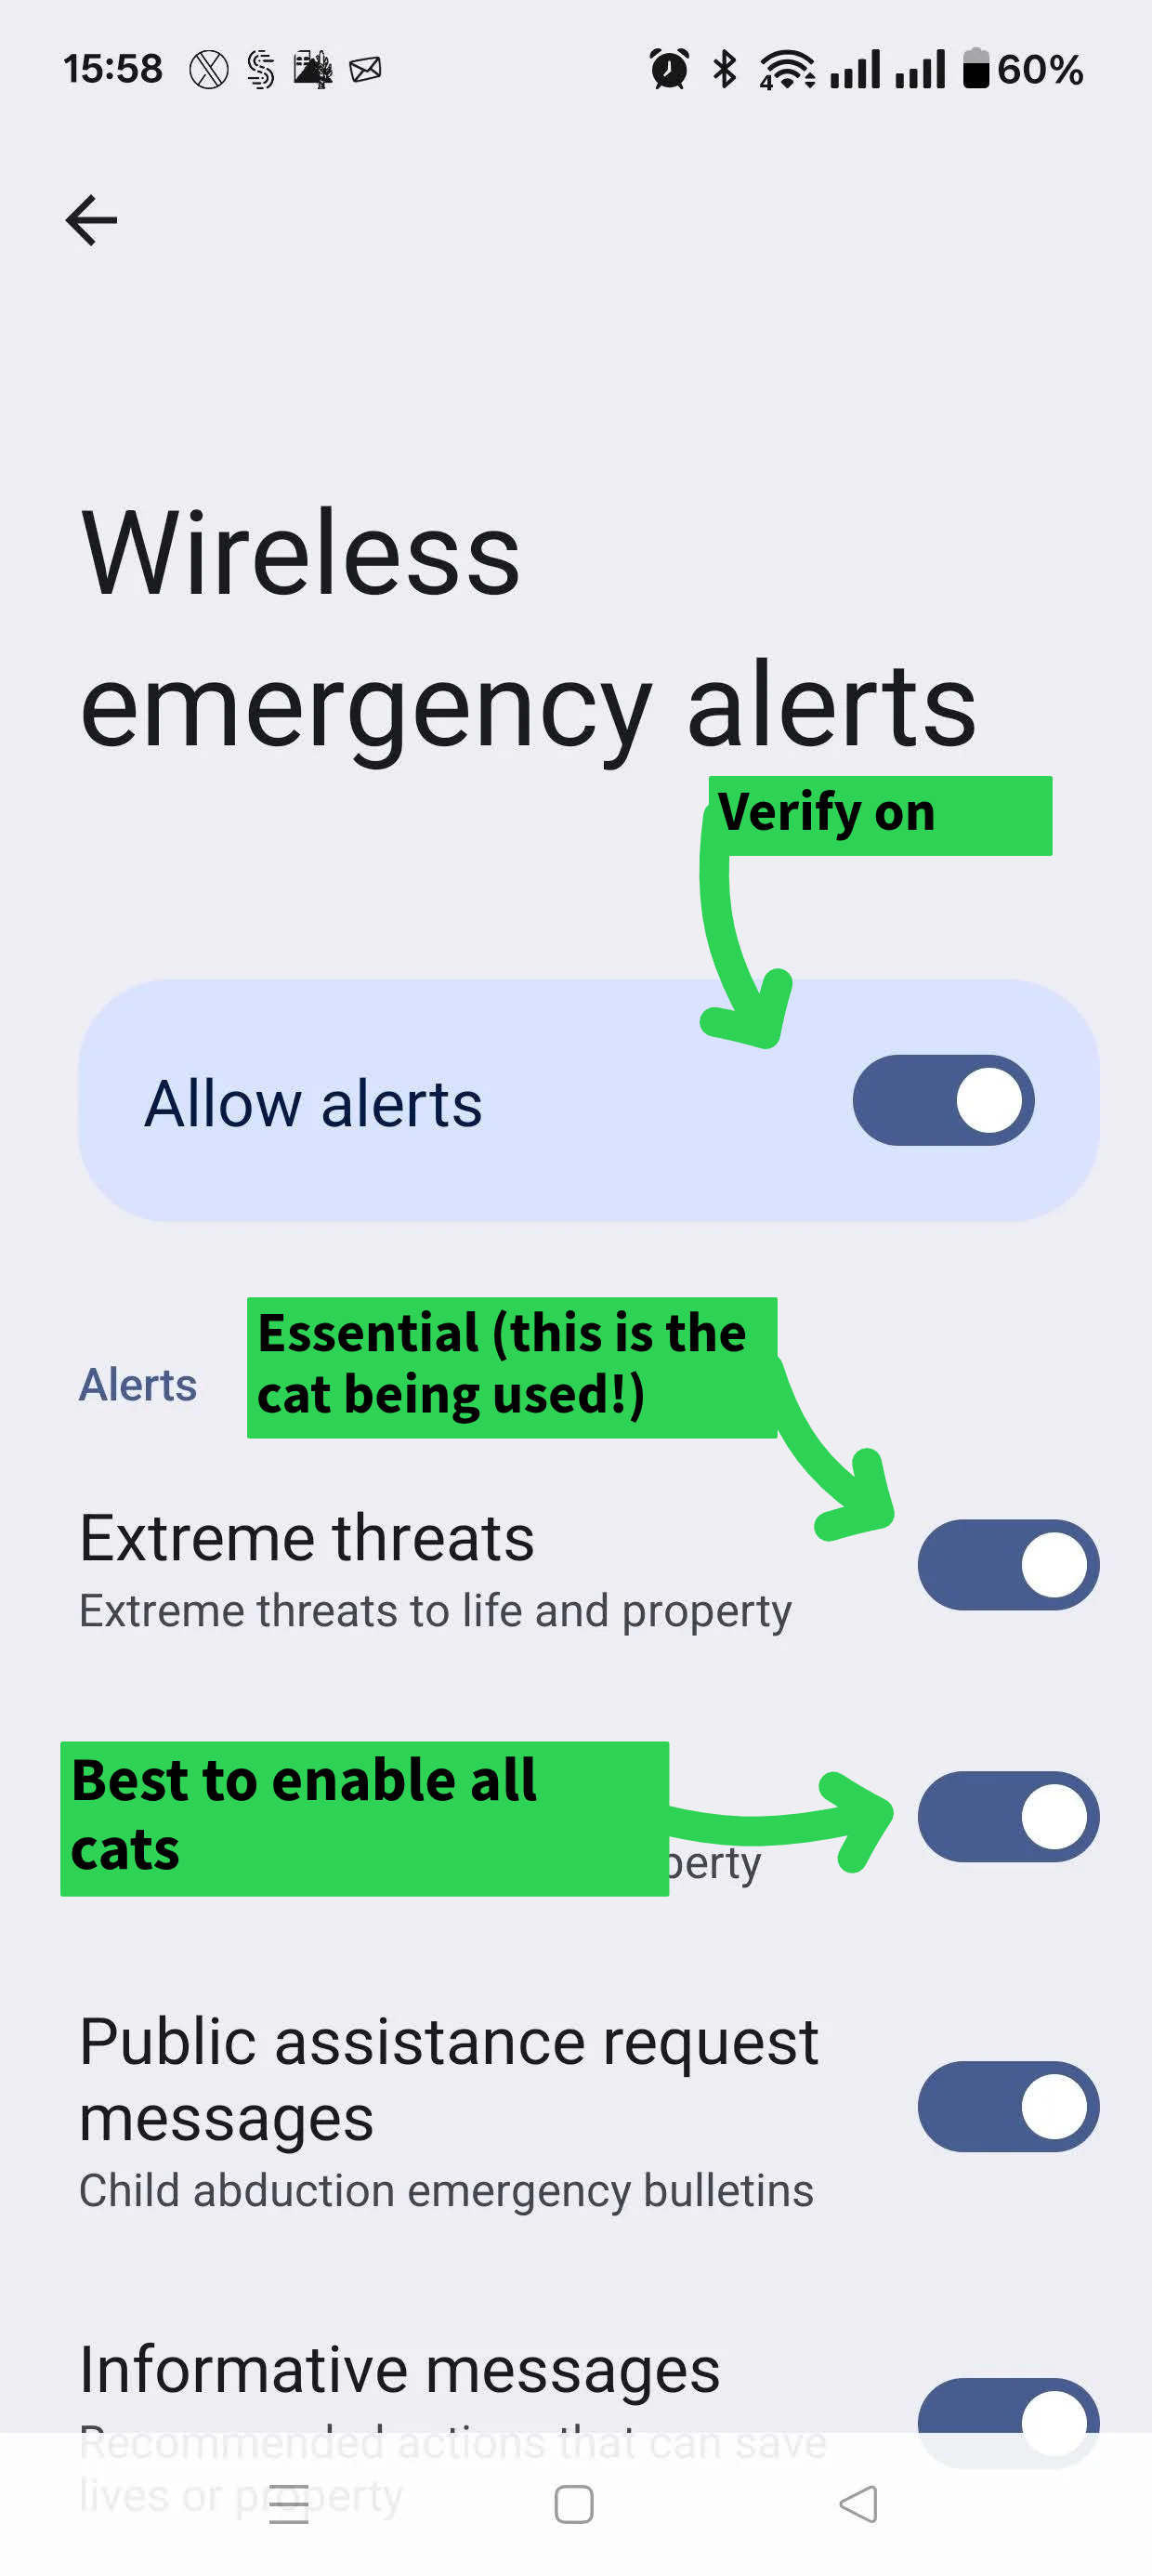 15:58
4
60%
Wireless
emergency alerts
Verify on
Allow alerts
Essential (this is the
cat being used!)
Alerts
Extreme threats
Extreme threats to life and property
Best to enable all
cats
perty
Public assistance request
messages
Child abduction emergency bulletins
Informative messages
Recommended actions that can save
lives or property